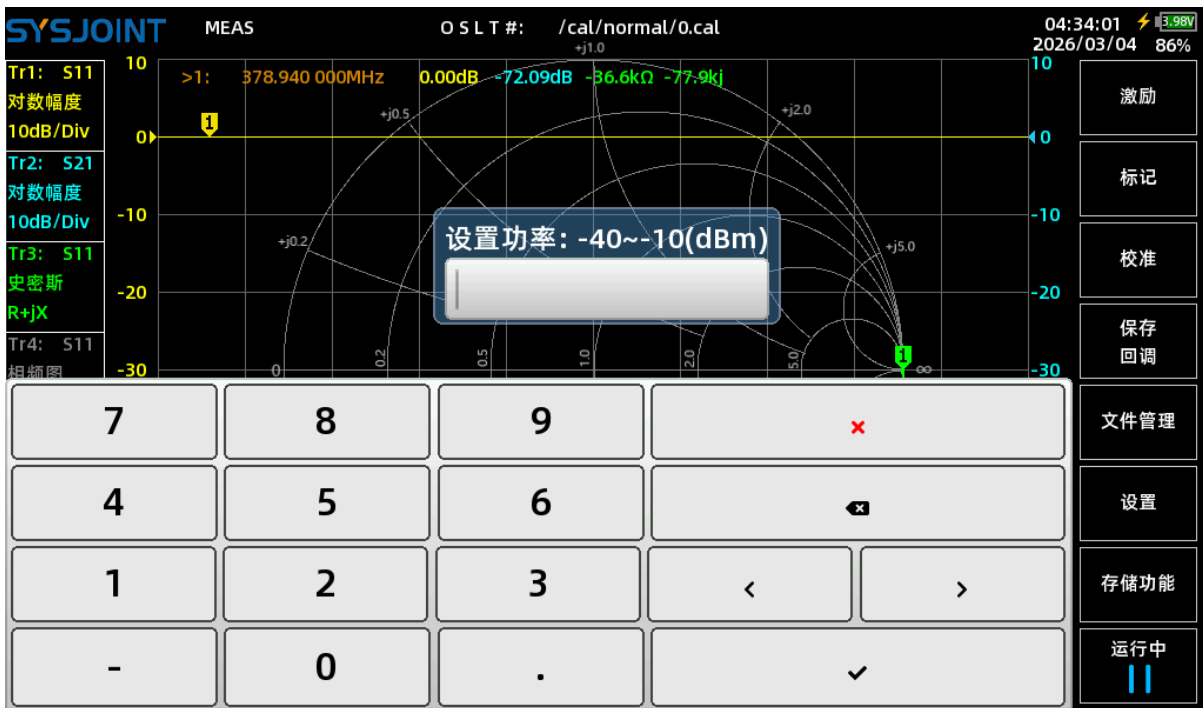 SYSJOINT MEAS O S L T #: /cal/normal/0.cal 04:34:01 3.98V
2026/03/04 86%
+j1.0
Tr1: S11
对数幅度
10dB/Div
Tr2: S21
对数幅度
10dB/Div
Tr3: S11
史密斯
R+jX
Tr4: S11
相频图
10
0
-10
-20
-30
>1: 378.940 000MHz 0.00dB -72.09dB -36.6kΩ -77.9kj
1
+j0.5
+j2.0
+j0.2
+j5.0
设置功率: -40~-10(dBm)
0
0.2
0.5
1.0
2.0
5.0
1
∞
10
0
-10
-20
-30
激励
标记
校准
保存
回调
文件管理
设置
存储功能
运行中
7 8 9
4 5 6
1 2 3 < >
- 0 .